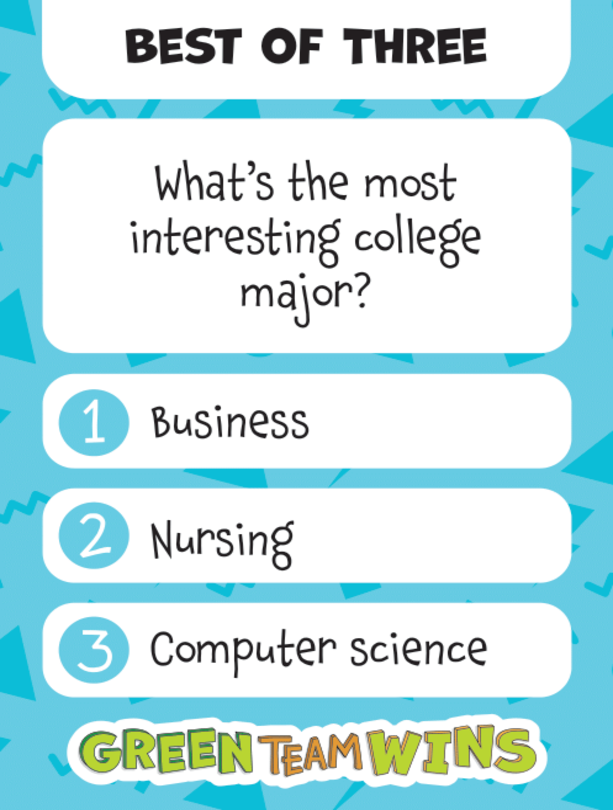 BEST OF THREE
What's the most
interesting college
major?
1 Business
2 Nursing
3 Computer science
GREEN TEAM WINS